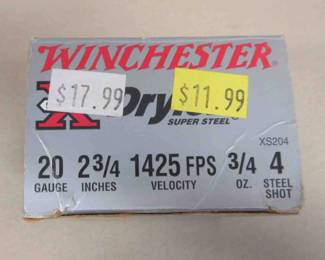 WINCHESTER
$17.99 $11.99
X
SUPER STEEL
XS204
20 2 3/4 1425 FPS 3/4 4
GAUGE INCHES VELOCITY OZ. STEEL
SHOT